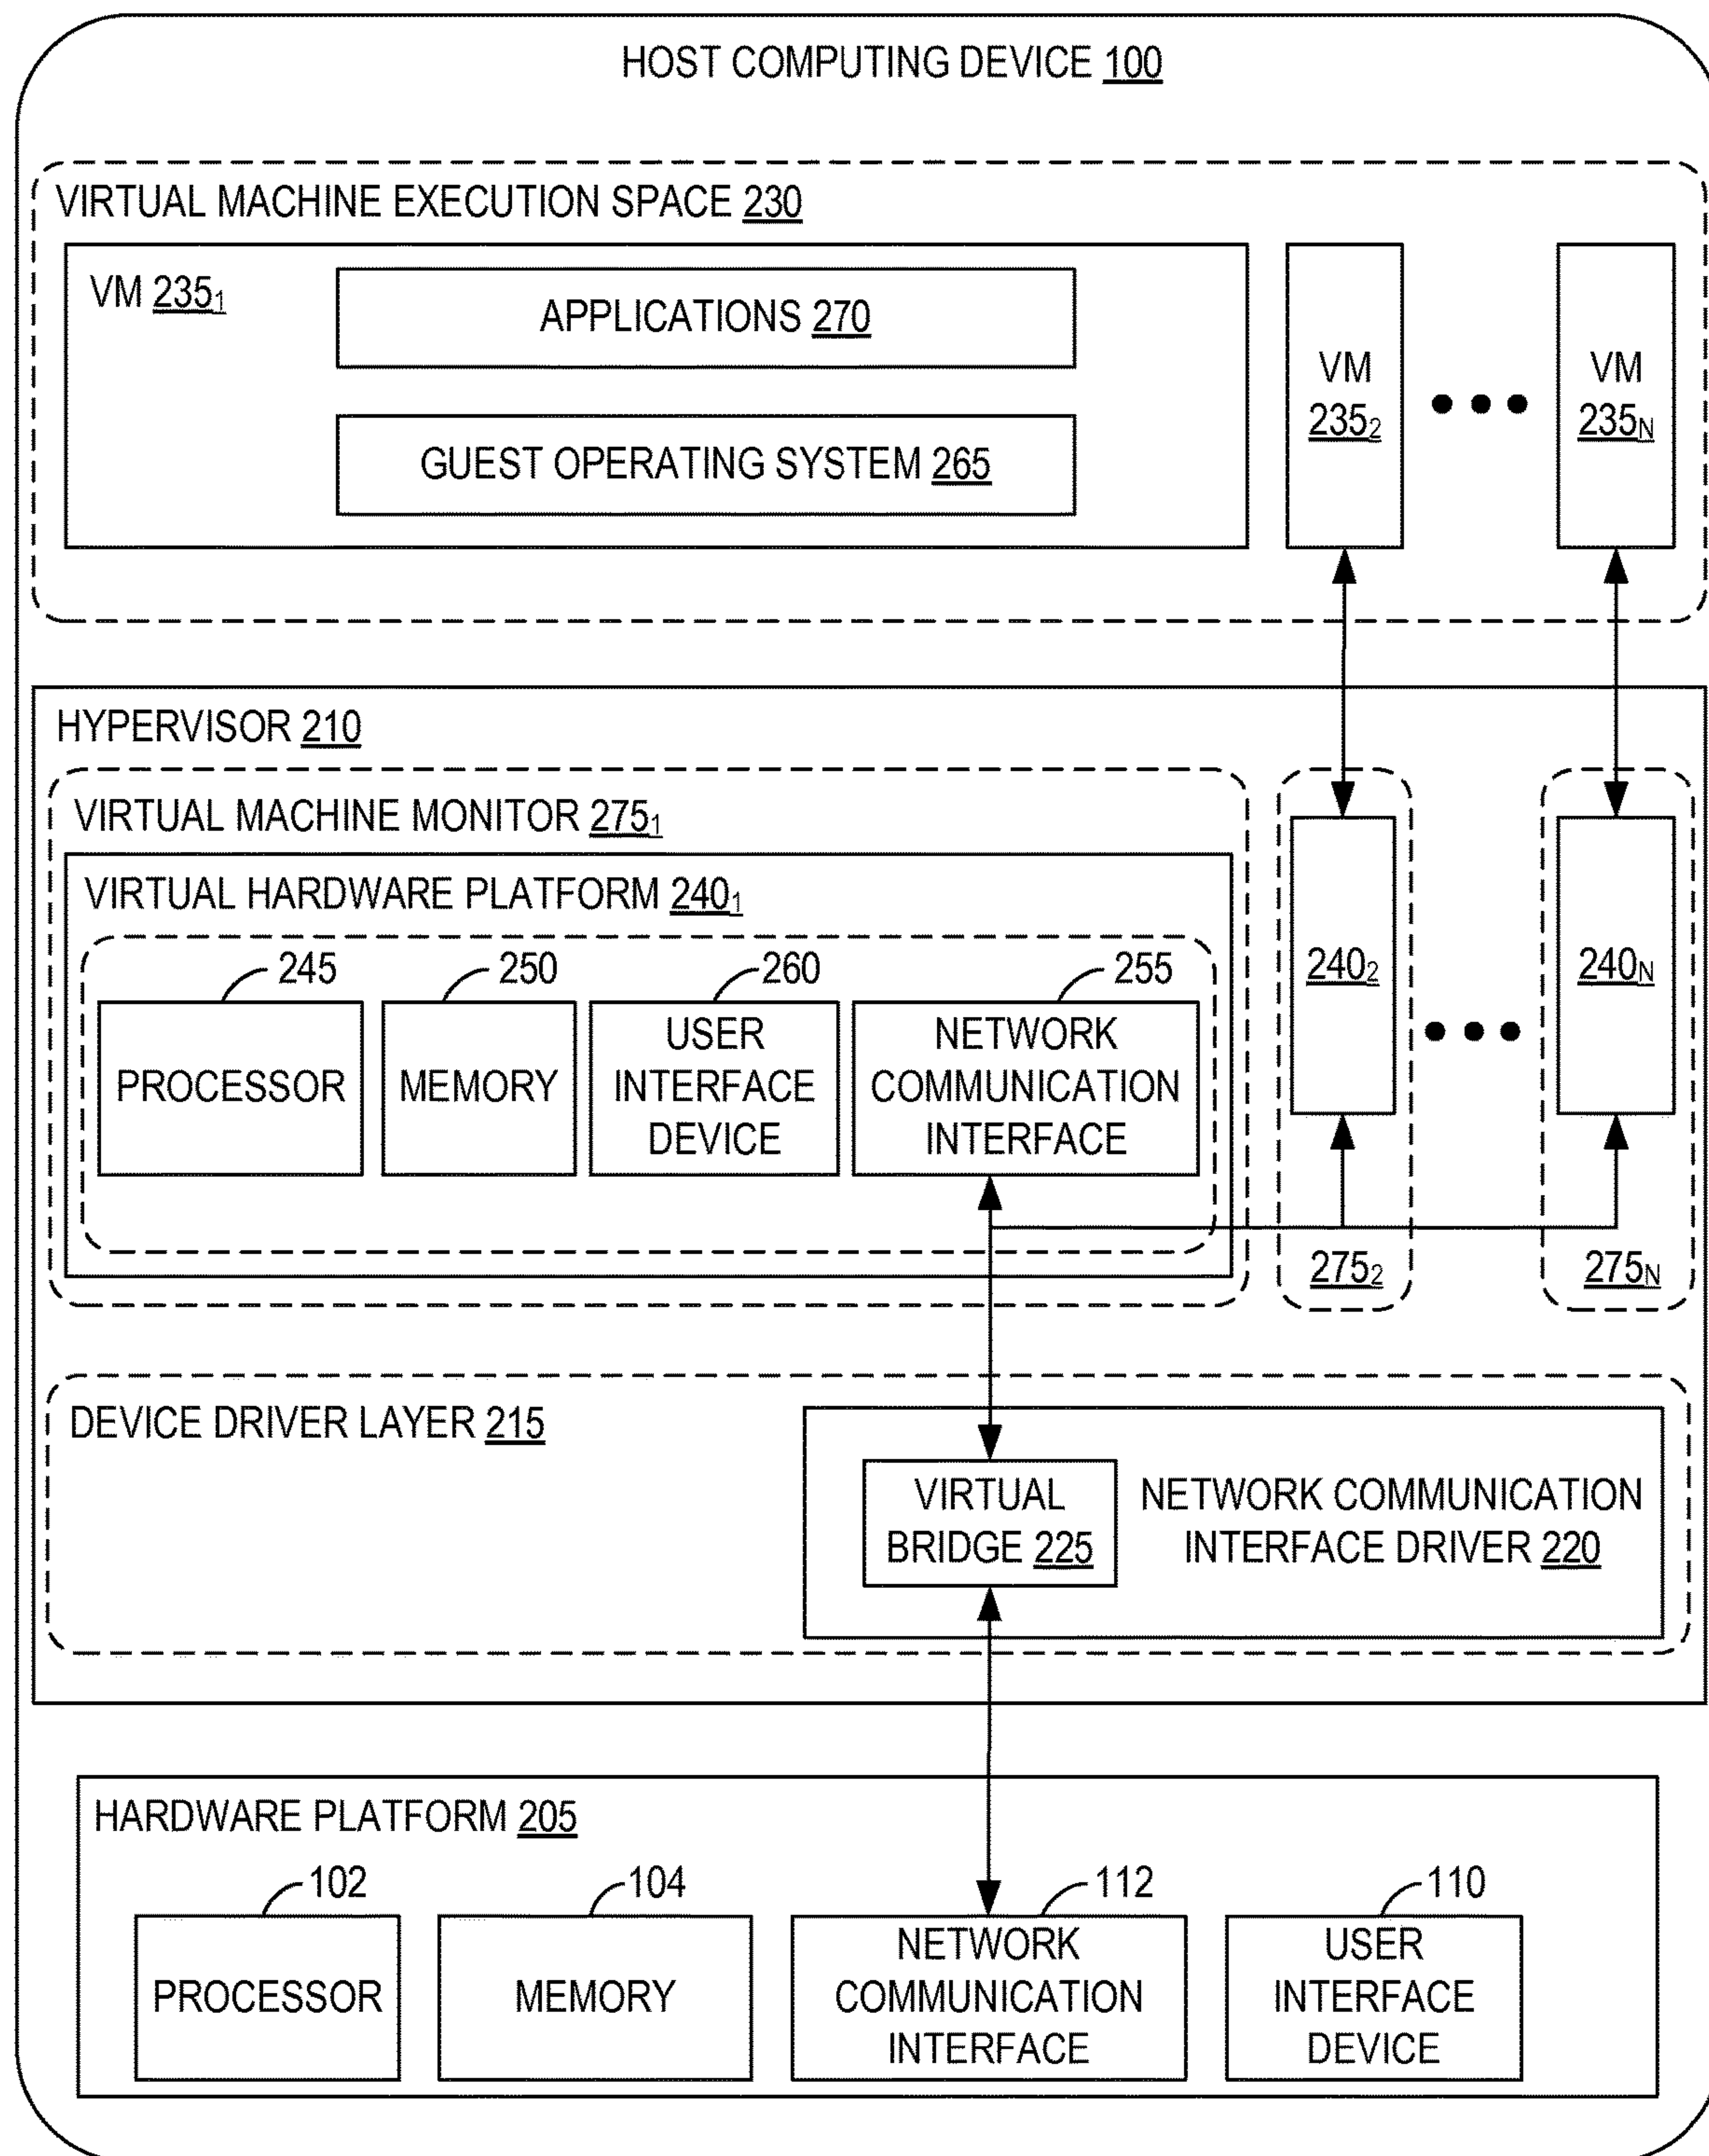 HOST COMPUTING DEVICE 100
VIRTUAL MACHINE EXECUTION SPACE 230
VM 235₁
APPLICATIONS 270
GUEST OPERATING SYSTEM 265
VM
235₂
VM
235N
HYPERVISOR 210
VIRTUAL MACHINE MONITOR 275₁
VIRTUAL HARDWARE PLATFORM 240₁
245
PROCESSOR
250
MEMORY
260
USER
INTERFACE
DEVICE
255
NETWORK
COMMUNICATION
INTERFACE
240₂
240N
275₂
275N
DEVICE DRIVER LAYER 215
VIRTUAL
BRIDGE 225
NETWORK COMMUNICATION
INTERFACE DRIVER 220
HARDWARE PLATFORM 205
102
PROCESSOR
104
MEMORY
112
NETWORK
COMMUNICATION
INTERFACE
110
USER
INTERFACE
DEVICE